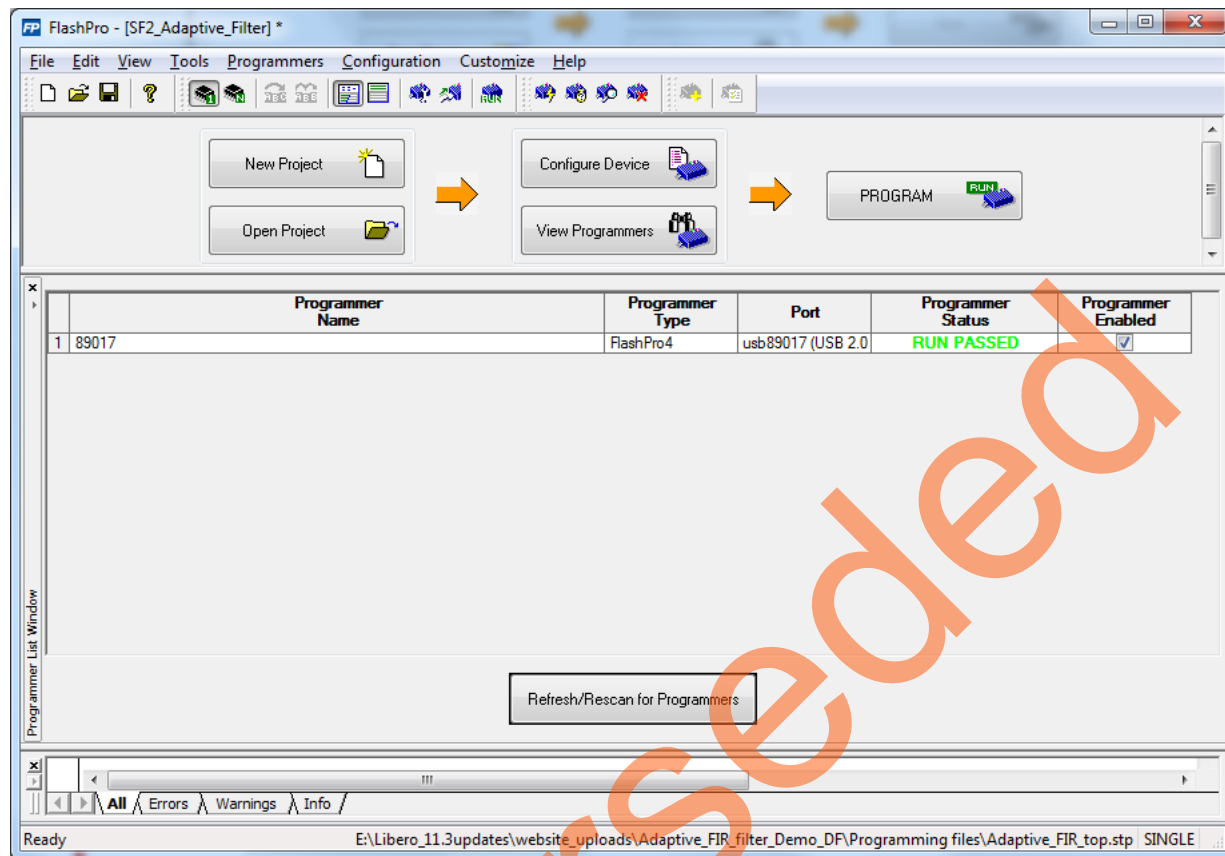 FP FlashPro - [SF2_Adaptive_Filter] *
File Edit View Tools Programmers Configuration Customize Help
New Project
Configure Device
PROGRAM
RUN
Open Project
View Programmers
Programmer Name
Programmer Type
Port
Programmer Status
Programmer Enabled
1 89017 FlashPro4 usb89017 (USB 2.0 RUN PASSED
Programmer List Window
Refresh/Rescan for Programmers
All Errors Warnings Info
Ready E:\Libero_11.3updates\website_uploads\Adaptive_FIR_filter_Demo_DF\Programming files\Adaptive_FIR_top.stp SINGLE
rseded